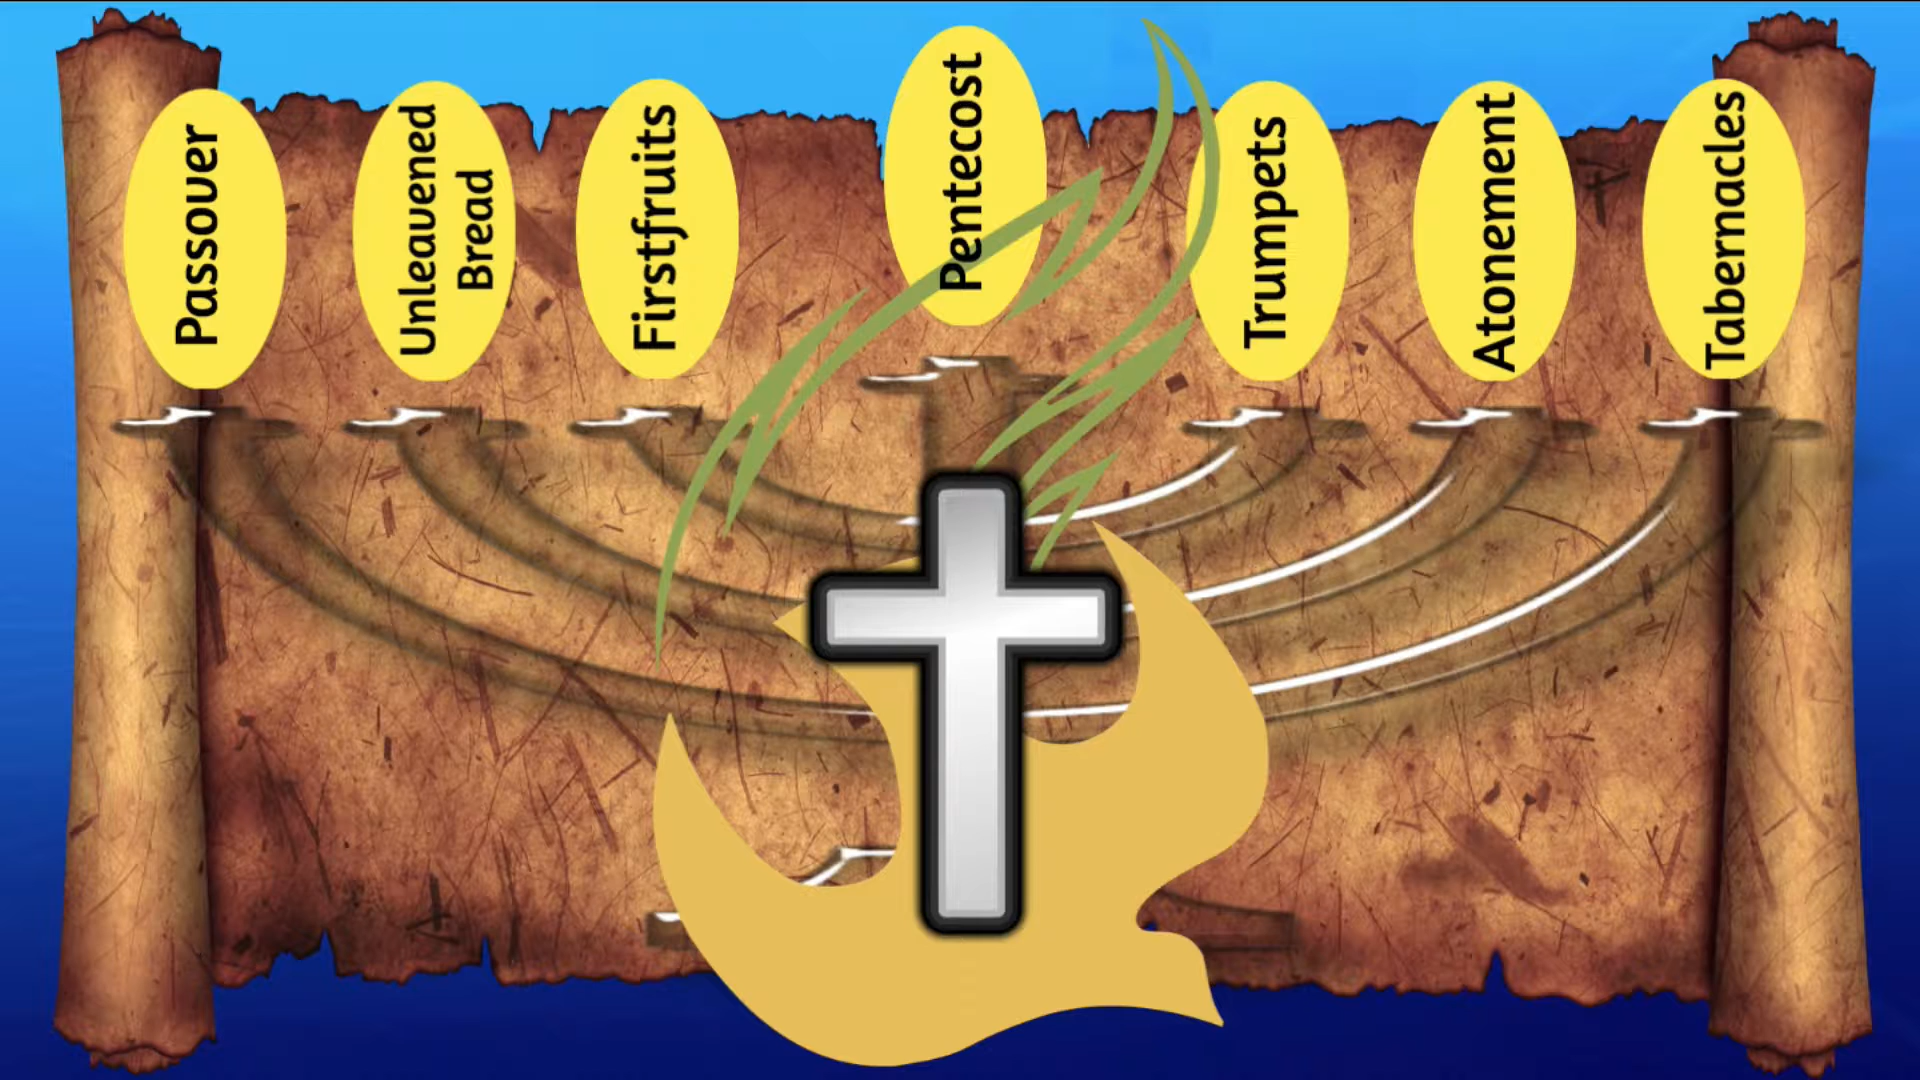 Passover
Unleavened
Bread
Firstfruits
Pentecost
Trumpets
Atonement
Tabernacles